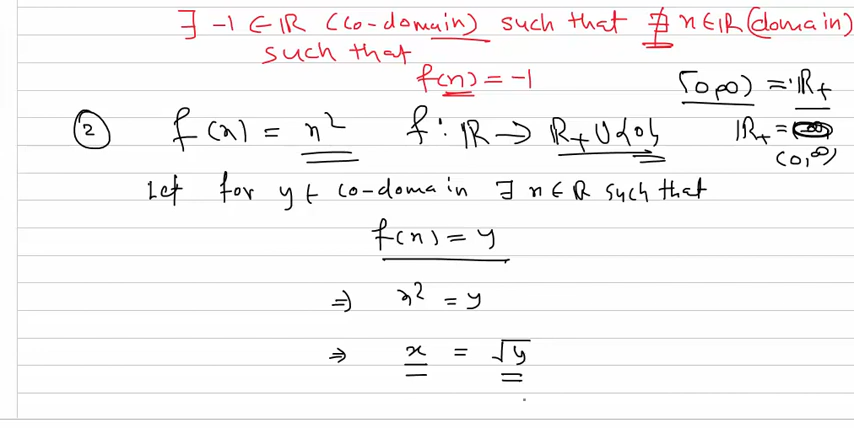 ∃ -1 ∈ ℝ (co-domain) such that ∄ x ∈ ℝ (domain)
such that
f(x) = -1
[0,∞) = ℝ+
② f(x) = x² f : ℝ → ℝ+ ∪ {0} ℝ+ =
(0,∞)
Let for y ∈ co-domain ∃ x ∈ ℝ such that
f(x) = y
⇒ x² = y
⇒ x = √y